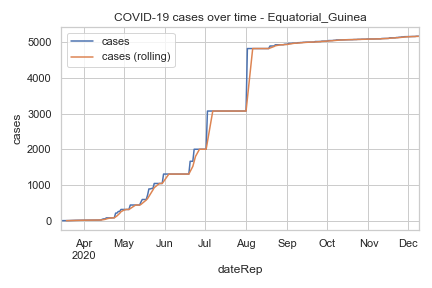 COVID-19 cases over time - Equatorial_Guinea
cases
cases (rolling)
cases
5000
4000
3000
2000
1000
0
Apr May Jun Jul Aug Sep Oct Nov Dec
2020
dateRep